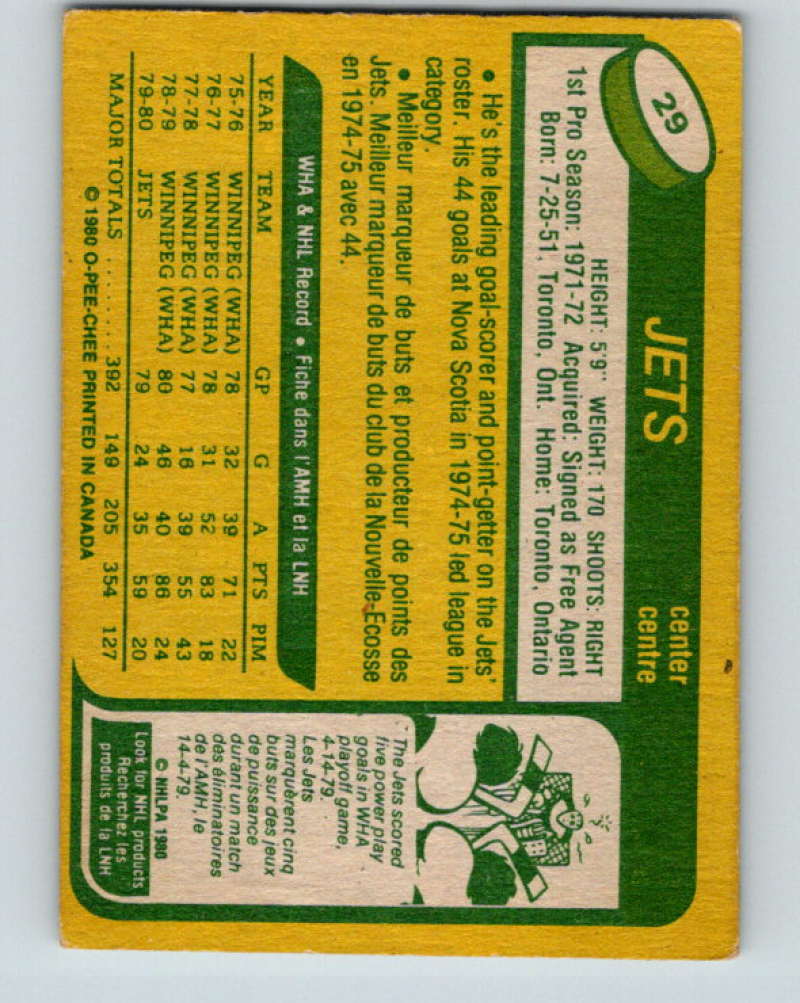 29
JETS
center
centre
HEIGHT: 5'9" WEIGHT: 170 SHOOTS: RIGHT
1st Pro Season: 1971-72 Acquired: Signed as Free Agent
Born: 7-25-51, Toronto, Ont. Home: Toronto, Ontario
• He's the leading goal-scorer and point-getter on the Jets'
roster. His 44 goals at Nova Scotia in 1974-75 led league in
category.
• Meilleur marqueur de buts et producteur de points des
Jets. Meilleur marqueur de buts du club de la Nouvelle-Ecosse
en 1974-75 avec 44.
WHA & NHL Record • Fiche dans l'AMH et la LNH
YEAR TEAM GP G A PTS PIM
75-76 WINNIPEG (WHA) 78 32 39 71 22
76-77 WINNIPEG (WHA) 78 31 52 83 18
77-78 WINNIPEG (WHA) 77 16 39 55 43
78-79 WINNIPEG (WHA) 80 46 40 86 24
79-80 JETS 79 24 35 59 20
MAJOR TOTALS ........ 392 149 205 354 127
© 1980 O-PEE-CHEE PRINTED IN CANADA
The Jets scored
five power play
goals in WHA
playoff game,
4-14-79.
Les Jets
marquèrent cinq
buts sur des jeux
de puissance
durant un match
des éliminatoires
de l'AMH, le
14-4-79.
© NHLPA 1980
Look for NHL products
Recherchez les
produits de la LNH